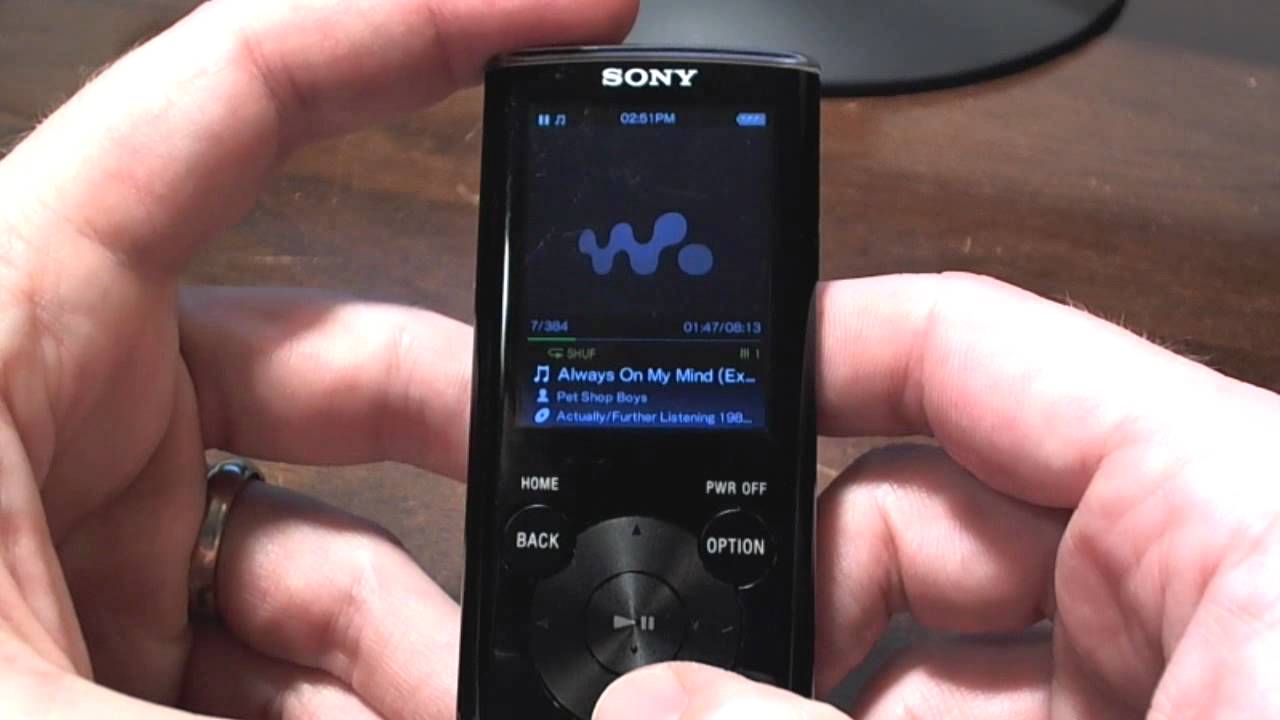 SONY
02:51PM
7/384 01:47/08:13
SHUF 1
Always On My Mind (Ex...
Pet Shop Boys
Actually/Further Listening 198...
HOME PWR OFF
BACK OPTION